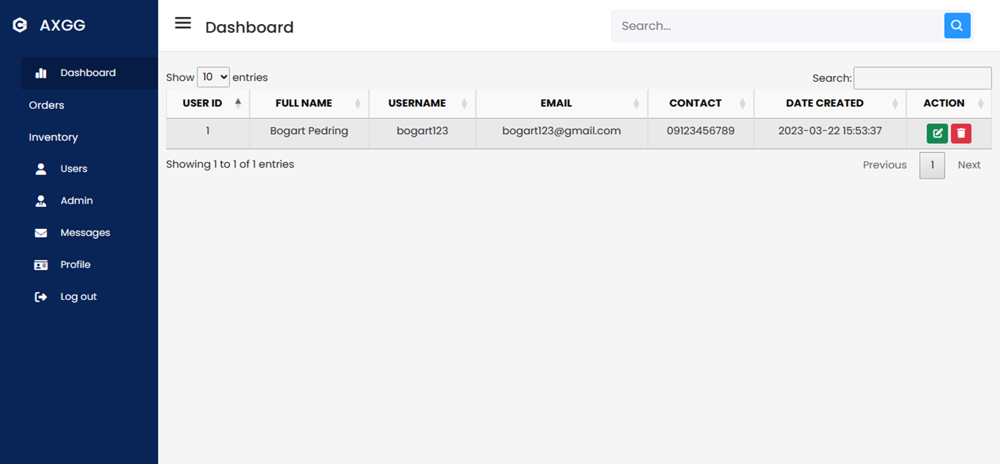 AXGG
Dashboard
Orders
Inventory
Users
Admin
Messages
Profile
Log out
Dashboard
Search...
Show 10 entries
Search:
USER ID FULL NAME USERNAME EMAIL CONTACT DATE CREATED ACTION
1 Bogart Pedring bogart123 bogart123@gmail.com 09123456789 2023-03-22 15:53:37
Showing 1 to 1 of 1 entries
Previous 1 Next